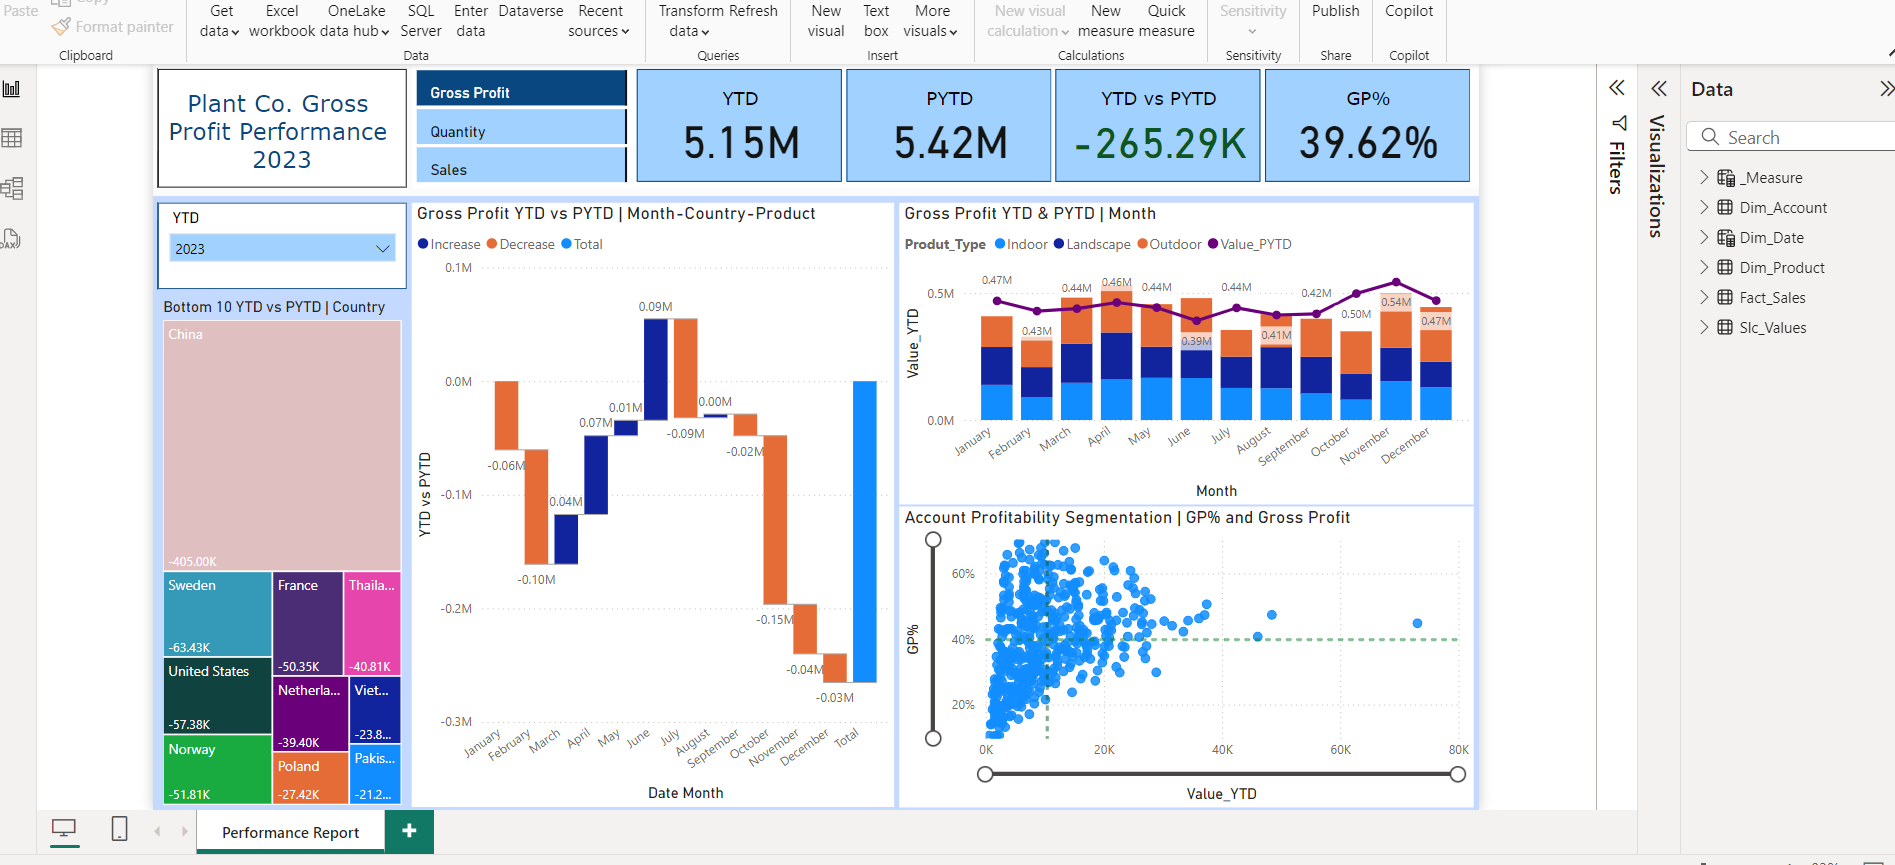 Paste
Copy
Format painter
Clipboard
Get
data
Excel
workbook
OneLake
data hub
SQL
Server
Enter
data
Dataverse
Recent
sources
Data
Transform
data
Refresh
Queries
New
visual
Text
box
More
visuals
Insert
New visual
calculation
New
measure
Quick
measure
Calculations
Sensitivity
Sensitivity
Publish
Share
Copilot
Copilot
Plant Co. Gross
Profit Performance
2023
Gross Profit
Quantity
Sales
YTD
5.15M
PYTD
5.42M
YTD vs PYTD
-265.29K
GP%
39.62%
YTD
2023
Bottom 10 YTD vs PYTD | Country
China
-405.00K
Sweden
-63.43K
United States
-57.38K
Norway
-51.81K
France
-50.35K
Thaila...
-40.81K
Netherla...
-39.40K
Viet...
-23.8...
Poland
-27.42K
Pakis...
-21.2...
Gross Profit YTD vs PYTD | Month-Country-Product
Increase Decrease Total
YTD vs PYTD
0.1M
0.0M
-0.1M
-0.2M
-0.3M
-0.06M
-0.10M
0.04M
0.07M
0.01M
0.09M
-0.09M
0.00M
-0.02M
-0.15M
-0.04M
-0.03M
January
February
March
April
May
June
July
August
September
October
November
December
Total
Date Month
Gross Profit YTD & PYTD | Month
Produt_Type Indoor Landscape Outdoor Value_PYTD
Value_YTD
0.5M
0.0M
0.47M
0.43M
0.44M
0.46M
0.44M
0.39M
0.44M
0.41M
0.42M
0.50M
0.54M
0.47M
January
February
March
April
May
June
July
August
September
October
November
December
Month
Account Profitability Segmentation | GP% and Gross Profit
GP%
60%
40%
20%
0K
20K
40K
60K
80K
Value_YTD
Filters
Visualizations
Data
Search
_Measure
Dim_Account
Dim_Date
Dim_Product
Fact_Sales
Slc_Values
DAX
Performance Report